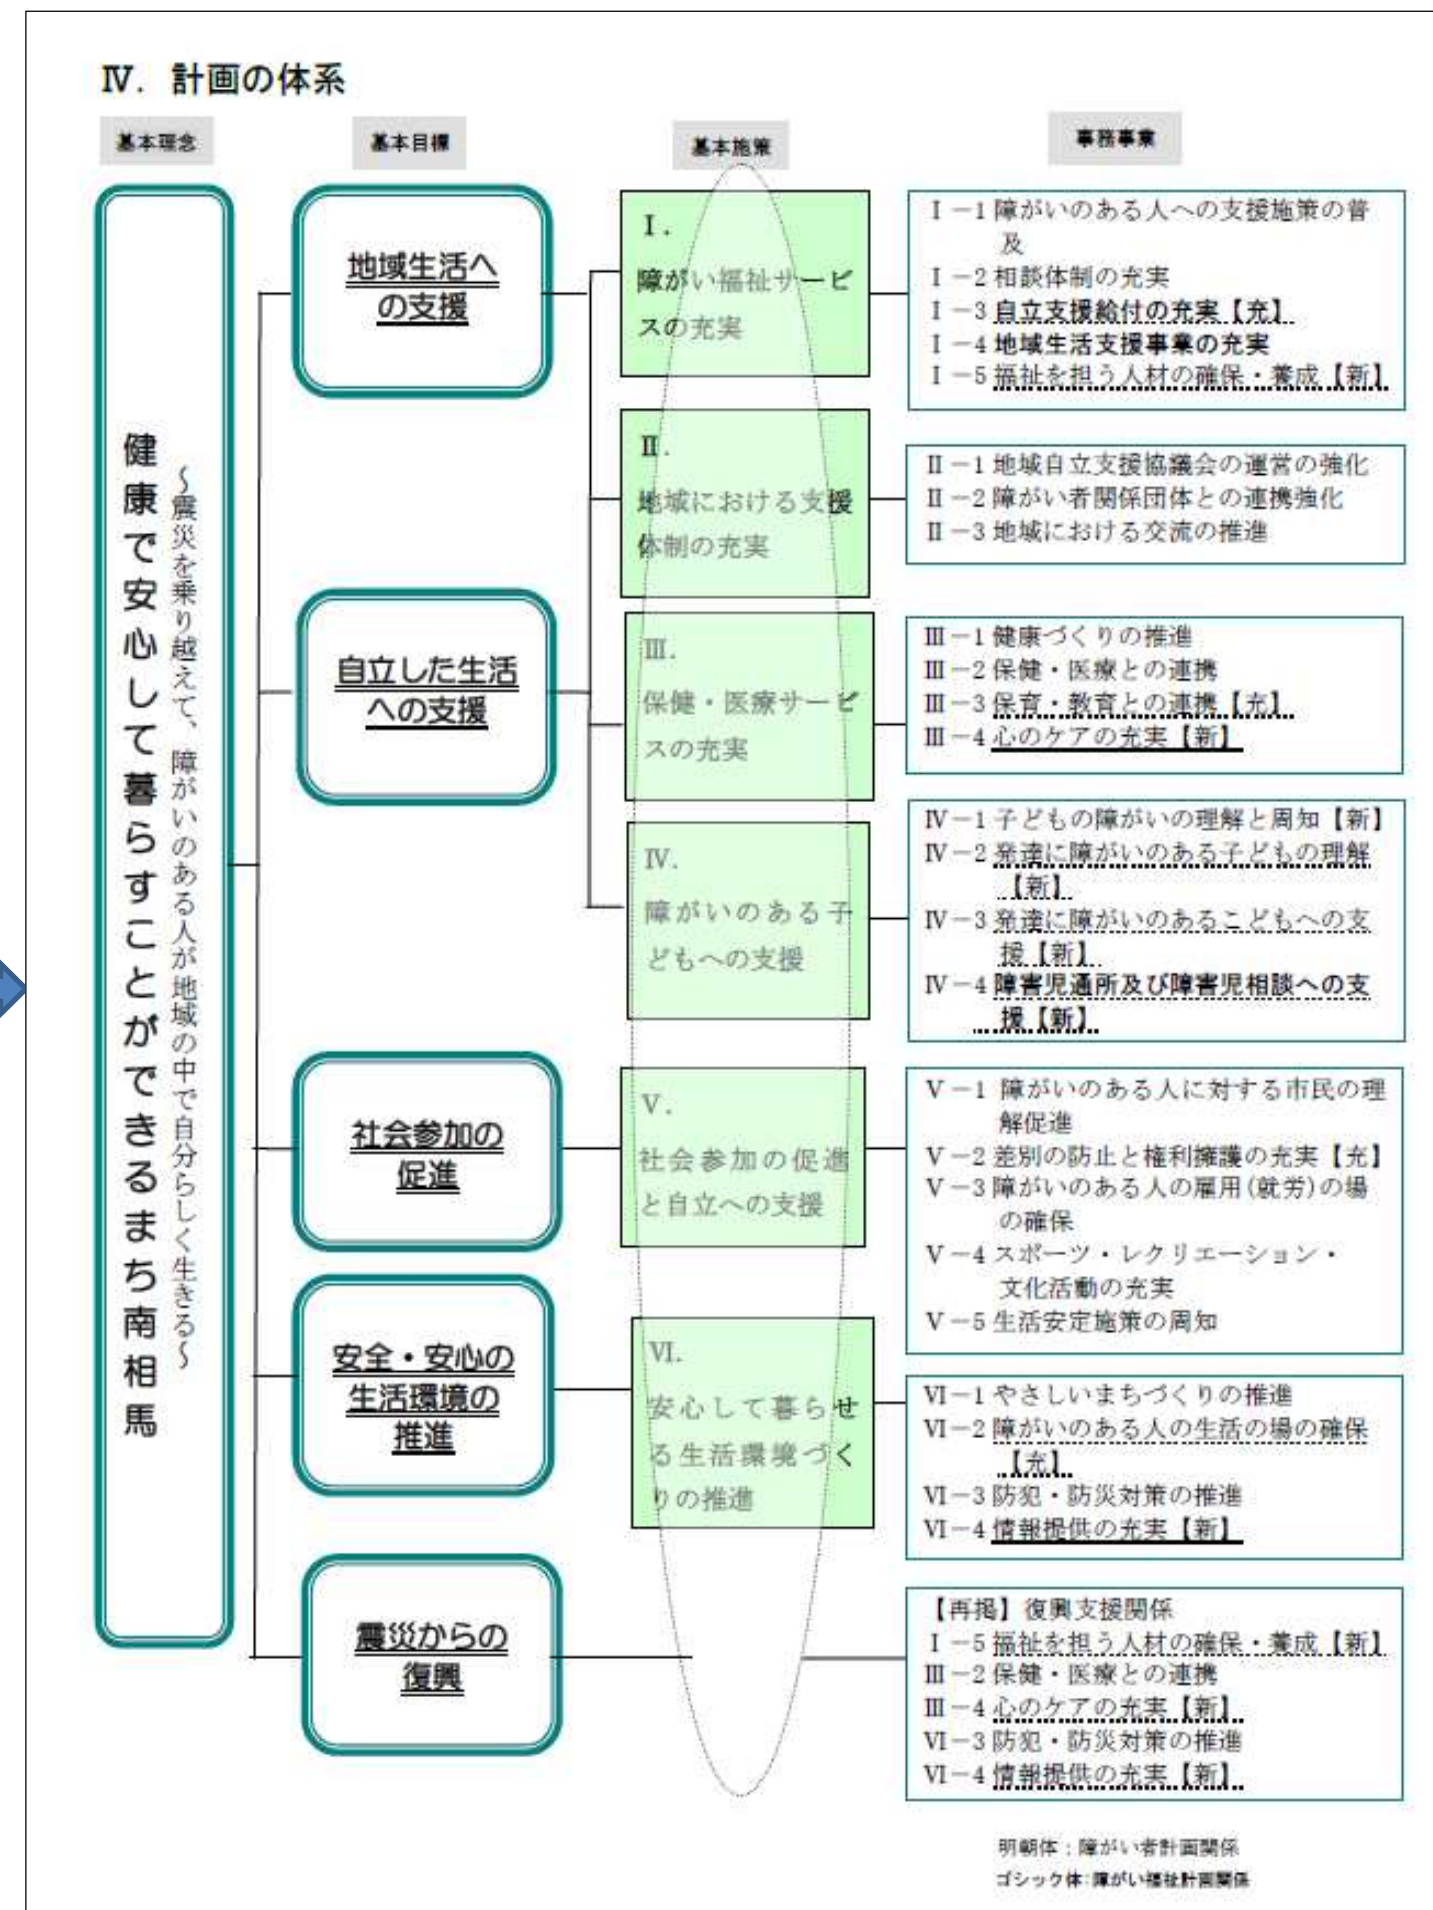 Ⅳ. 計画の体系
基本理念
基本目標
基本施策
事務事業
健康で安心して暮らすことができるまち南相馬
～震災を乗り越えて、障がいのある人が地域の中で自分らしく生きる～
地域生活へ
の支援
自立した生活
への支援
社会参加の
促進
安全・安心の
生活環境の
推進
震災からの
復興
Ⅰ.
障がい福祉サービ
スの充実
Ⅱ.
地域における支援
体制の充実
Ⅲ.
保健・医療サービ
スの充実
Ⅳ.
障がいのある子
どもへの支援
Ⅴ.
社会参加の促進
と自立への支援
Ⅵ.
安心して暮らせ
る生活環境づく
りの推進
Ⅰ－1 障がいのある人への支援施策の普
及
Ⅰ－2 相談体制の充実
Ⅰ－3 自立支援給付の充実【充】
Ⅰ－4 地域生活支援事業の充実
Ⅰ－5 福祉を担う人材の確保・養成【新】
Ⅱ－1 地域自立支援協議会の運営の強化
Ⅱ－2 障がい者関係団体との連携強化
Ⅱ－3 地域における交流の推進
Ⅲ－1 健康づくりの推進
Ⅲ－2 保健・医療との連携
Ⅲ－3 保育・教育との連携【充】
Ⅲ－4 心のケアの充実【新】
Ⅳ－1 子どもの障がいの理解と周知【新】
Ⅳ－2 発達に障がいのある子どもの理解
【新】
Ⅳ－3 発達に障がいのあるこどもへの支
援【新】
Ⅳ－4 障害児通所及び障害児相談への支
援【新】
Ⅴ－1 障がいのある人に対する市民の理
解促進
Ⅴ－2 差別の防止と権利擁護の充実【充】
Ⅴ－3 障がいのある人の雇用(就労)の場
の確保
Ⅴ－4 スポーツ・レクリエーション・
文化活動の充実
Ⅴ－5 生活安定施策の周知
Ⅵ－1 やさしいまちづくりの推進
Ⅵ－2 障がいのある人の生活の場の確保
【充】
Ⅵ－3 防犯・防災対策の推進
Ⅵ－4 情報提供の充実【新】
【再掲】復興支援関係
Ⅰ－5 福祉を担う人材の確保・養成【新】
Ⅲ－2 保健・医療との連携
Ⅲ－4 心のケアの充実【新】
Ⅵ－3 防犯・防災対策の推進
Ⅵ－4 情報提供の充実【新】
明朝体：障がい者計画関係
ゴシック体:障がい福祉計画関係